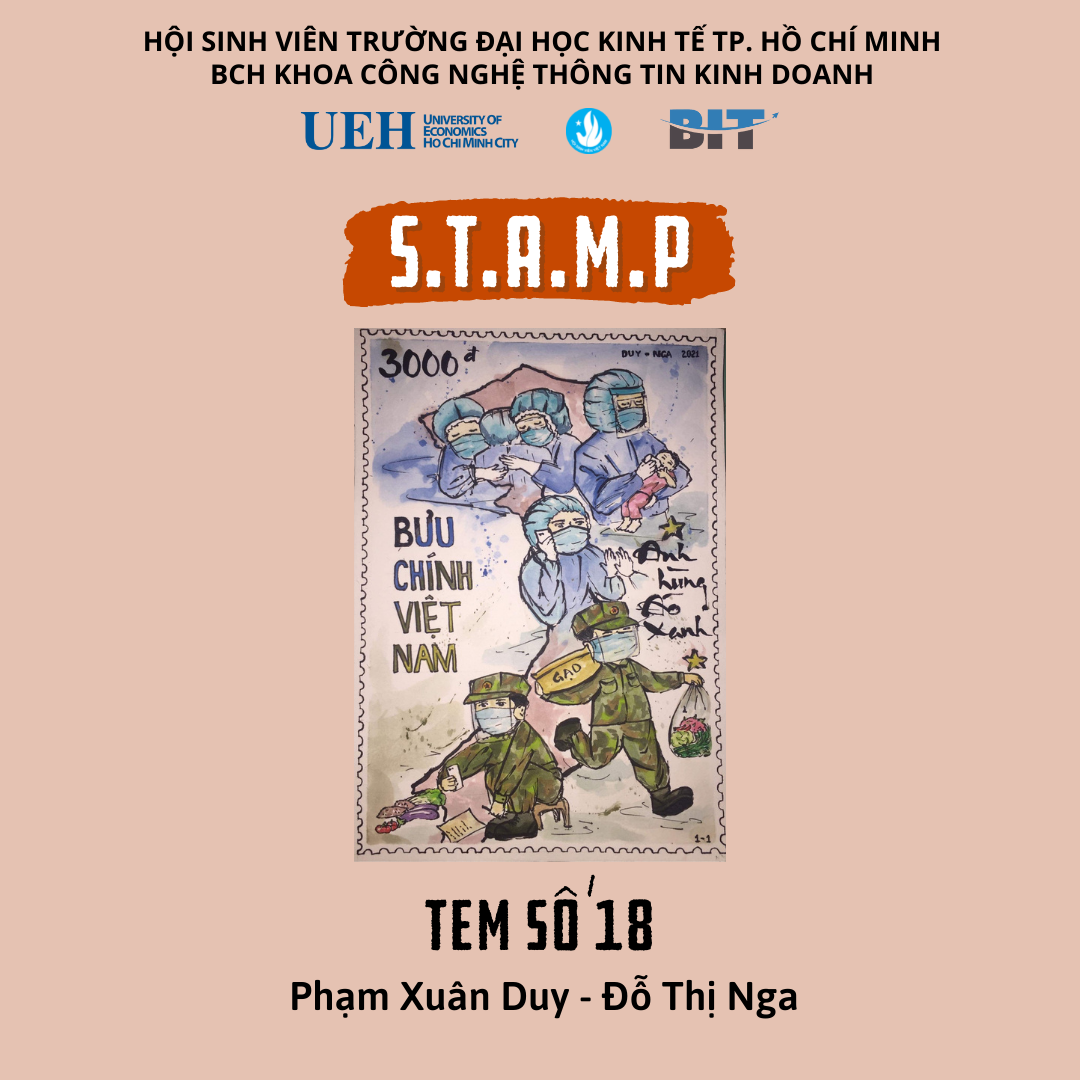 HỘI SINH VIÊN TRƯỜNG ĐẠI HỌC KINH TẾ TP. HỒ CHÍ MINH
BCH KHOA CÔNG NGHỆ THÔNG TIN KINH DOANH
UEH UNIVERSITY OF
ECONOMICS
HO CHI MINH CITY
BIT
S.T.A.M.P
3000đ
DUY - NGA 2021
BƯU
CHÍNH
VIỆT
NAM
Anh
hùng
Áo
Xanh
GẠO
1-1
TEM SỐ 18
Phạm Xuân Duy - Đỗ Thị Nga